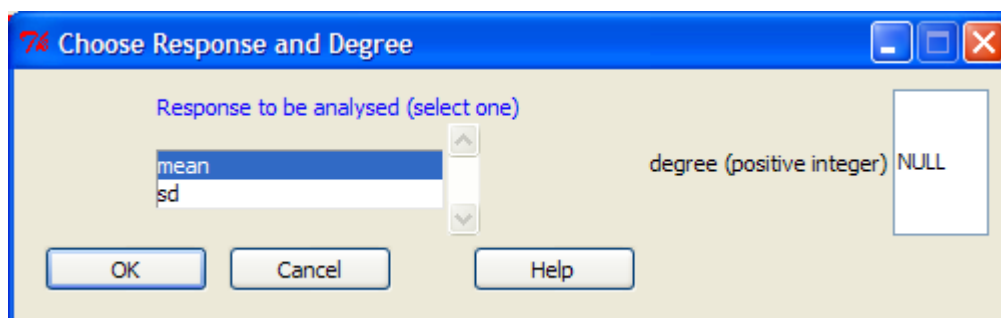 Choose Response and Degree
Response to be analysed (select one)
mean
sd
degree (positive integer) NULL
OK Cancel Help